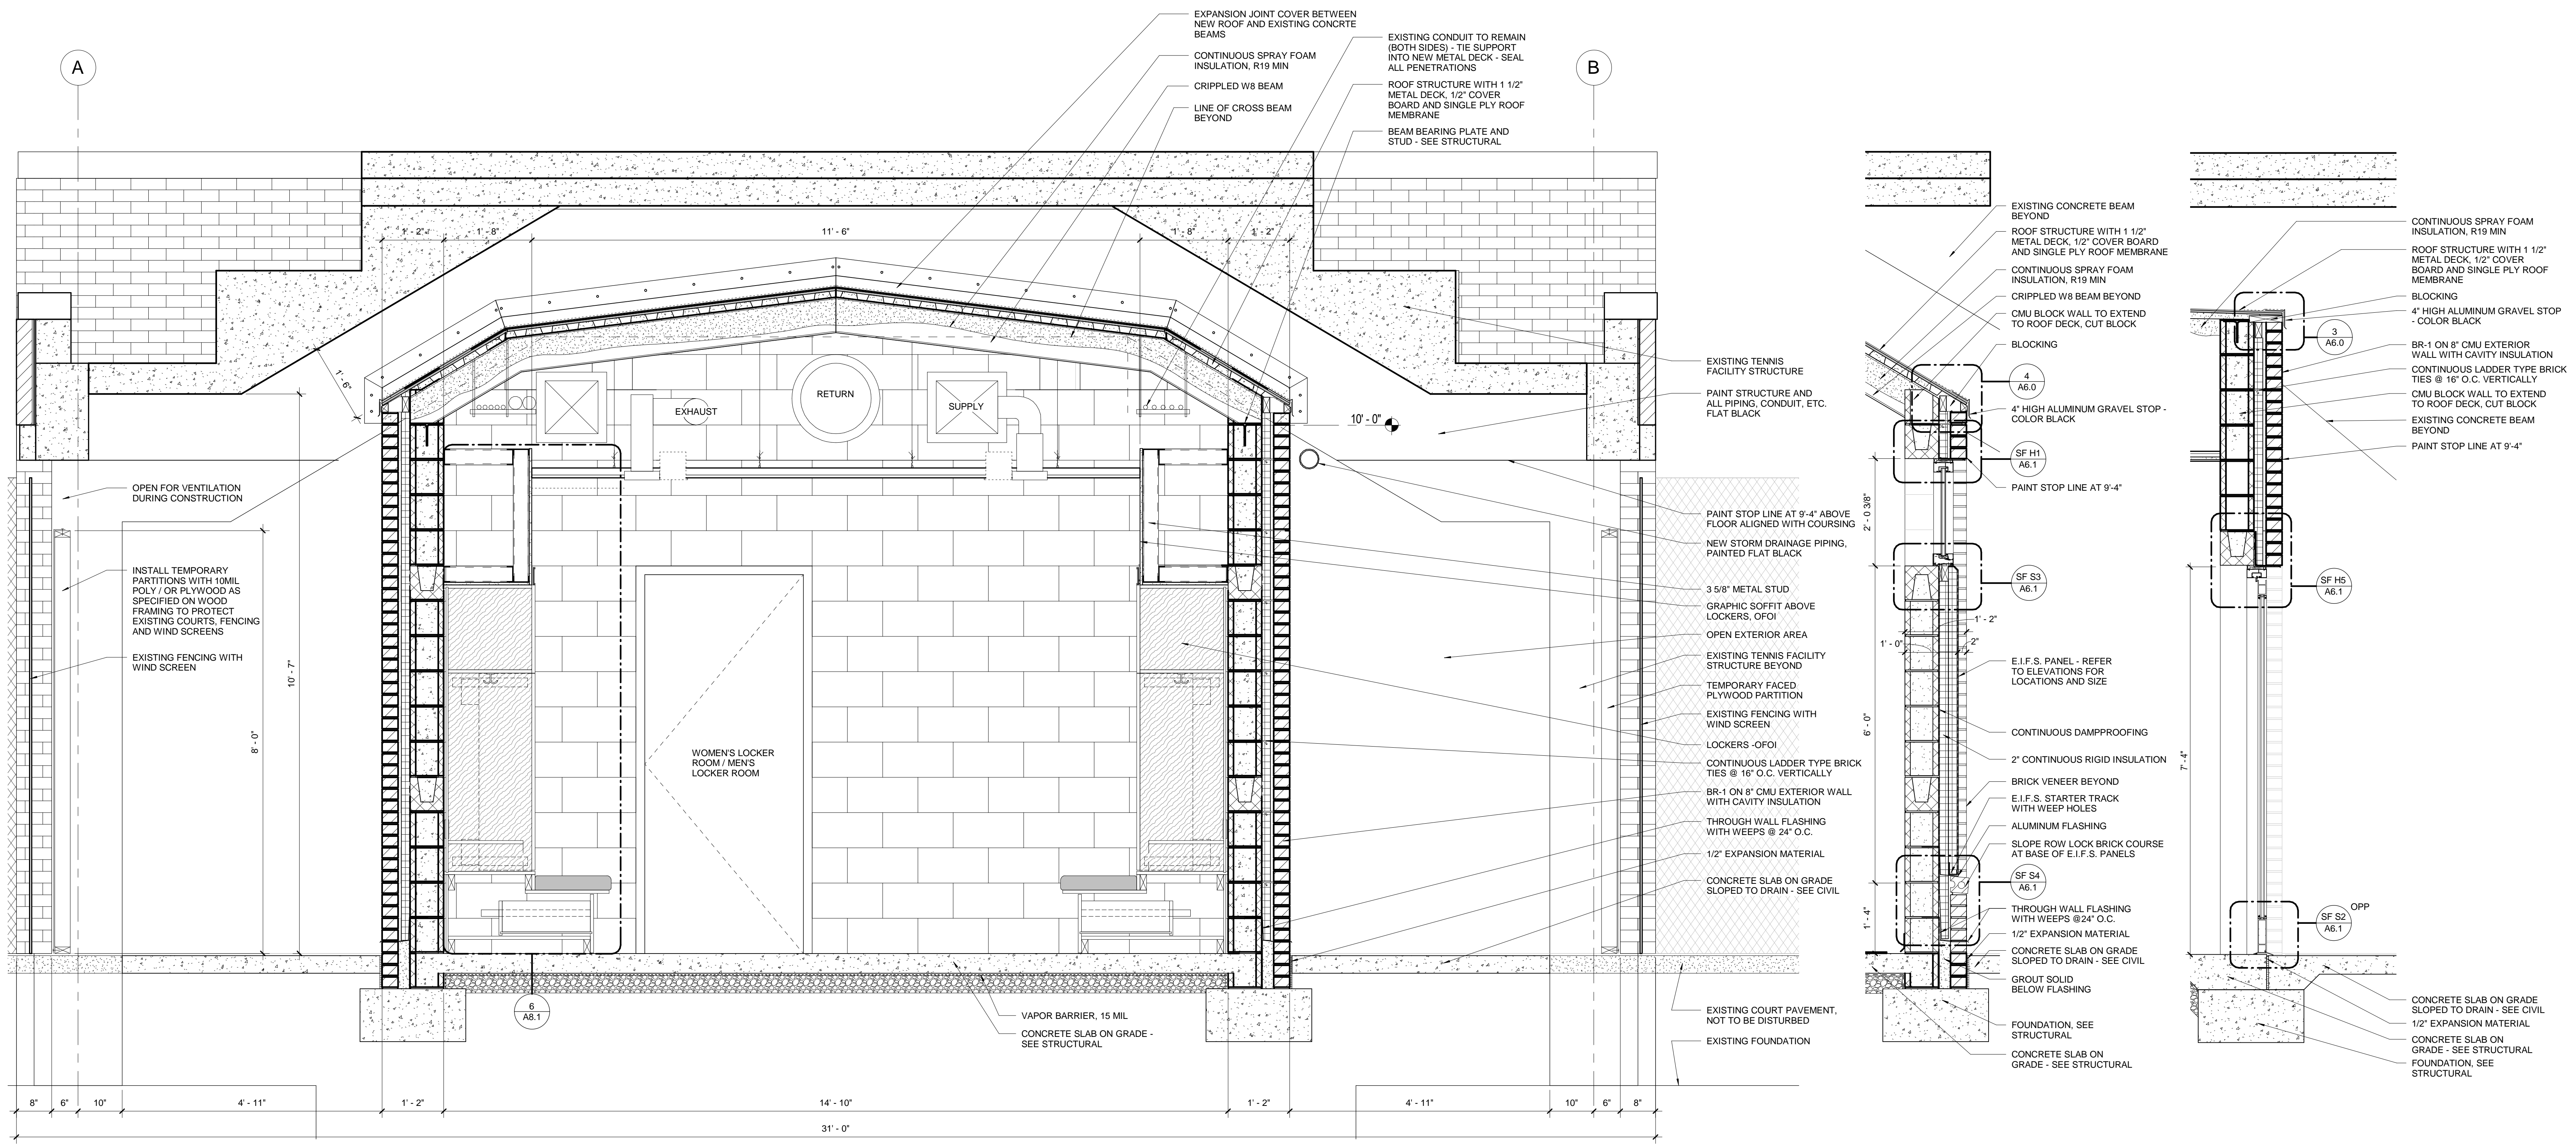 A
B
EXPANSION JOINT COVER BETWEEN
NEW ROOF AND EXISTING CONCRTE
BEAMS
CONTINUOUS SPRAY FOAM
INSULATION, R19 MIN
CRIPPLED W8 BEAM
LINE OF CROSS BEAM
BEYOND
EXISTING CONDUIT TO REMAIN
(BOTH SIDES) - TIE SUPPORT
INTO NEW METAL DECK - SEAL
ALL PENETRATIONS
ROOF STRUCTURE WITH 1 1/2"
METAL DECK, 1/2" COVER
BOARD AND SINGLE PLY ROOF
MEMBRANE
BEAM BEARING PLATE AND
STUD - SEE STRUCTURAL
1' - 2"
1' - 8"
11' - 6"
1' - 8"
1' - 2"
1' - 6"
EXHAUST
RETURN
SUPPLY
10' - 0"
OPEN FOR VENTILATION
DURING CONSTRUCTION
INSTALL TEMPORARY
PARTITIONS WITH 10MIL
POLY / OR PLYWOOD AS
SPECIFIED ON WOOD
FRAMING TO PROTECT
EXISTING COURTS, FENCING
AND WIND SCREENS
EXISTING FENCING WITH
WIND SCREEN
8' - 0"
10' - 7"
WOMEN'S LOCKER
ROOM / MEN'S
LOCKER ROOM
6
A8.1
VAPOR BARRIER, 15 MIL
CONCRETE SLAB ON GRADE -
SEE STRUCTURAL
EXISTING TENNIS
FACILITY STRUCTURE
PAINT STRUCTURE AND
ALL PIPING, CONDUIT, ETC.
FLAT BLACK
PAINT STOP LINE AT 9'-4" ABOVE
FLOOR ALIGNED WITH COURSING
NEW STORM DRAINAGE PIPING,
PAINTED FLAT BLACK
3 5/8" METAL STUD
GRAPHIC SOFFIT ABOVE
LOCKERS, OFOI
OPEN EXTERIOR AREA
EXISTING TENNIS FACILITY
STRUCTURE BEYOND
TEMPORARY FACED
PLYWOOD PARTITION
EXISTING FENCING WITH
WIND SCREEN
LOCKERS -OFOI
CONTINUOUS LADDER TYPE BRICK
TIES @ 16" O.C. VERTICALLY
BR-1 ON 8" CMU EXTERIOR WALL
WITH CAVITY INSULATION
THROUGH WALL FLASHING
WITH WEEPS @ 24" O.C.
1/2" EXPANSION MATERIAL
CONCRETE SLAB ON GRADE
SLOPED TO DRAIN - SEE CIVIL
EXISTING COURT PAVEMENT,
NOT TO BE DISTURBED
EXISTING FOUNDATION
8"
6"
10"
4' - 11"
1' - 2"
14' - 10"
1' - 2"
4' - 11"
10"
6"
8"
31' - 0"
EXISTING CONCRETE BEAM
BEYOND
ROOF STRUCTURE WITH 1 1/2"
METAL DECK, 1/2" COVER BOARD
AND SINGLE PLY ROOF MEMBRANE
CONTINUOUS SPRAY FOAM
INSULATION, R19 MIN
CRIPPLED W8 BEAM BEYOND
CMU BLOCK WALL TO EXTEND
TO ROOF DECK, CUT BLOCK
BLOCKING
4
A6.0
4" HIGH ALUMINUM GRAVEL STOP -
COLOR BLACK
SF H1
A6.1
PAINT STOP LINE AT 9'-4"
2' - 0 3/8"
SF S3
A6.1
1' - 2"
1' - 0"
2"
E.I.F.S. PANEL - REFER
TO ELEVATIONS FOR
LOCATIONS AND SIZE
6' - 0"
CONTINUOUS DAMPPROOFING
2" CONTINUOUS RIGID INSULATION
BRICK VENEER BEYOND
E.I.F.S. STARTER TRACK
WITH WEEP HOLES
ALUMINUM FLASHING
SLOPE ROW LOCK BRICK COURSE
AT BASE OF E.I.F.S. PANELS
SF S4
A6.1
1' - 4"
THROUGH WALL FLASHING
WITH WEEPS @24" O.C.
1/2" EXPANSION MATERIAL
CONCRETE SLAB ON GRADE
SLOPED TO DRAIN - SEE CIVIL
GROUT SOLID
BELOW FLASHING
FOUNDATION, SEE
STRUCTURAL
CONCRETE SLAB ON
GRADE - SEE STRUCTURAL
CONTINUOUS SPRAY FOAM
INSULATION, R19 MIN
ROOF STRUCTURE WITH 1 1/2"
METAL DECK, 1/2" COVER
BOARD AND SINGLE PLY ROOF
MEMBRANE
BLOCKING
4" HIGH ALUMINUM GRAVEL STOP
- COLOR BLACK
3
A6.0
BR-1 ON 8" CMU EXTERIOR
WALL WITH CAVITY INSULATION
CONTINUOUS LADDER TYPE BRICK
TIES @ 16" O.C. VERTICALLY
CMU BLOCK WALL TO EXTEND
TO ROOF DECK, CUT BLOCK
EXISTING CONCRETE BEAM
BEYOND
PAINT STOP LINE AT 9'-4"
SF H5
A6.1
7' - 4"
OPP
SF S2
A6.1
CONCRETE SLAB ON GRADE
SLOPED TO DRAIN - SEE CIVIL
1/2" EXPANSION MATERIAL
CONCRETE SLAB ON
GRADE - SEE STRUCTURAL
FOUNDATION, SEE
STRUCTURAL